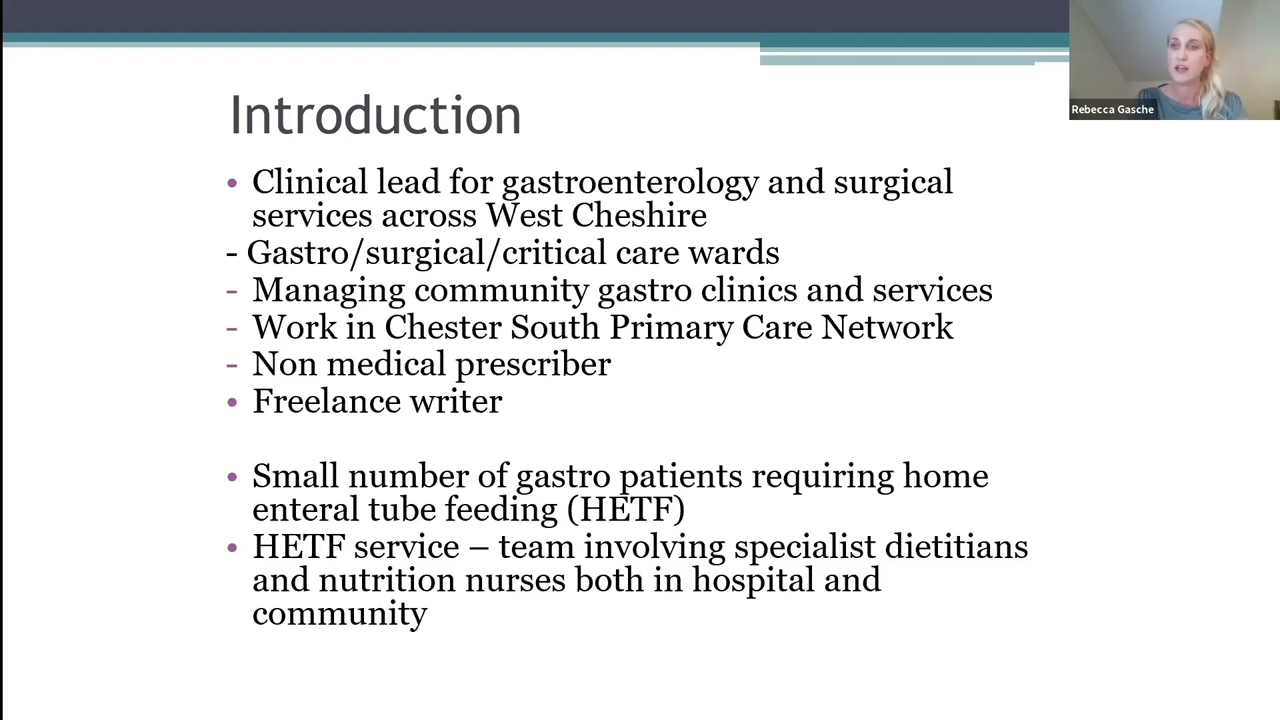 Introduction
• Clinical lead for gastroenterology and surgical
services across West Cheshire
- Gastro/surgical/critical care wards
- Managing community gastro clinics and services
- Work in Chester South Primary Care Network
- Non medical prescriber
• Freelance writer
• Small number of gastro patients requiring home
enteral tube feeding (HETF)
• HETF service – team involving specialist dietitians
and nutrition nurses both in hospital and
community
Rebecca Gasche